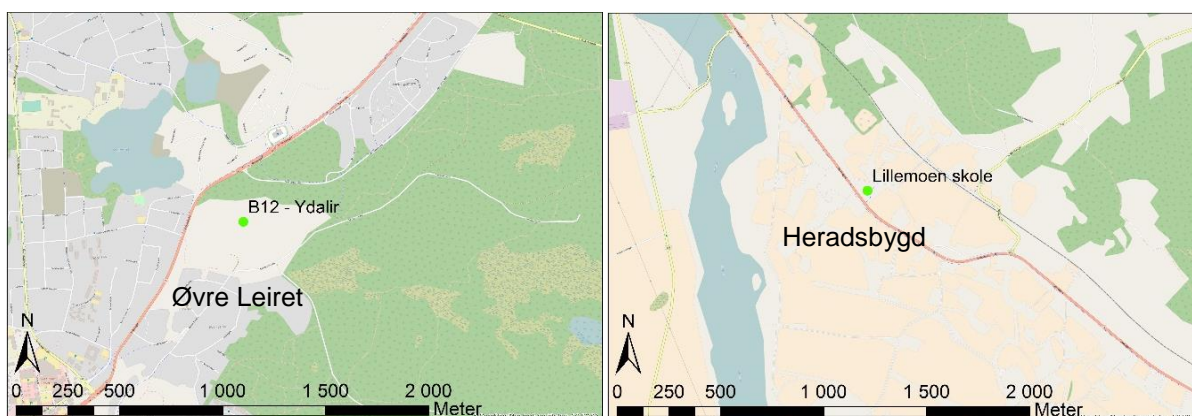 B12 - Ydalir
Øvre Leiret
N
0 250 500 1 000 1 500 2 000
Meter
Lillemoen skole
Heradsbygd
N
0 250 500 1 000 1 500 2 000
Meter